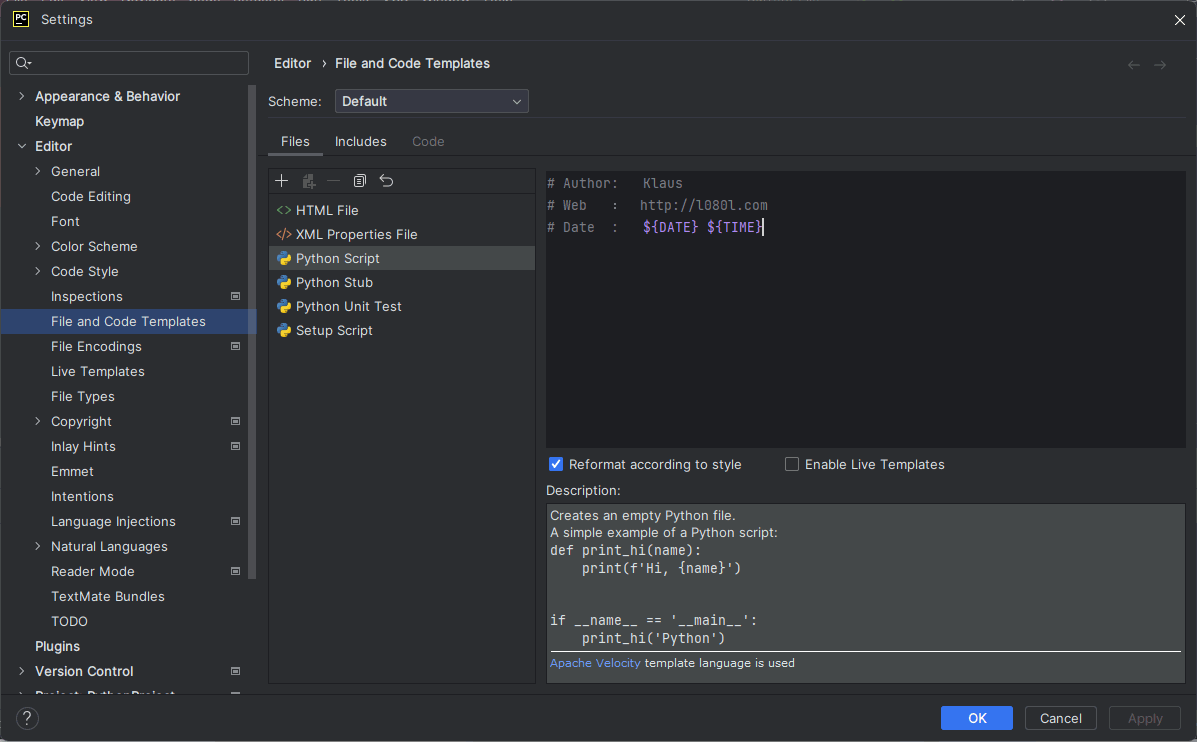 PC Settings
Editor › File and Code Templates
Scheme: Default
Files Includes Code
Appearance & Behavior
Keymap
Editor
General
Code Editing
Font
Color Scheme
Code Style
Inspections
File and Code Templates
File Encodings
Live Templates
File Types
Copyright
Inlay Hints
Emmet
Intentions
Language Injections
Natural Languages
Reader Mode
TextMate Bundles
TODO
Plugins
Version Control
HTML File
XML Properties File
Python Script
Python Stub
Python Unit Test
Setup Script
# Author: Klaus
# Web : http://l080l.com
# Date : ${DATE} ${TIME}
Reformat according to style Enable Live Templates
Description:
Creates an empty Python file.
A simple example of a Python script:
def print_hi(name):
    print(f'Hi, {name}')
if __name__ == '__main__':
    print_hi('Python')
Apache Velocity template language is used
? OK Cancel Apply